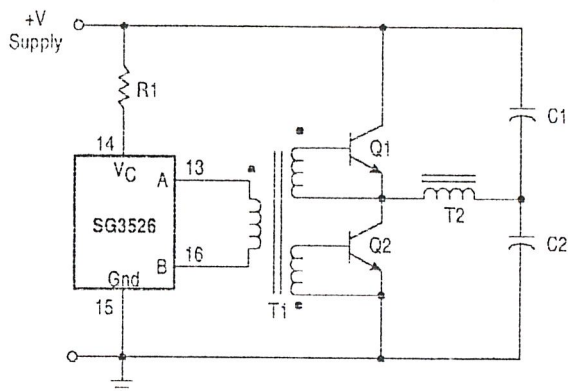 +V
Supply
R1
C1
14
VC
A
13
Q1
SG3526
T2
B
16
Q2
C2
Gnd
15
T1